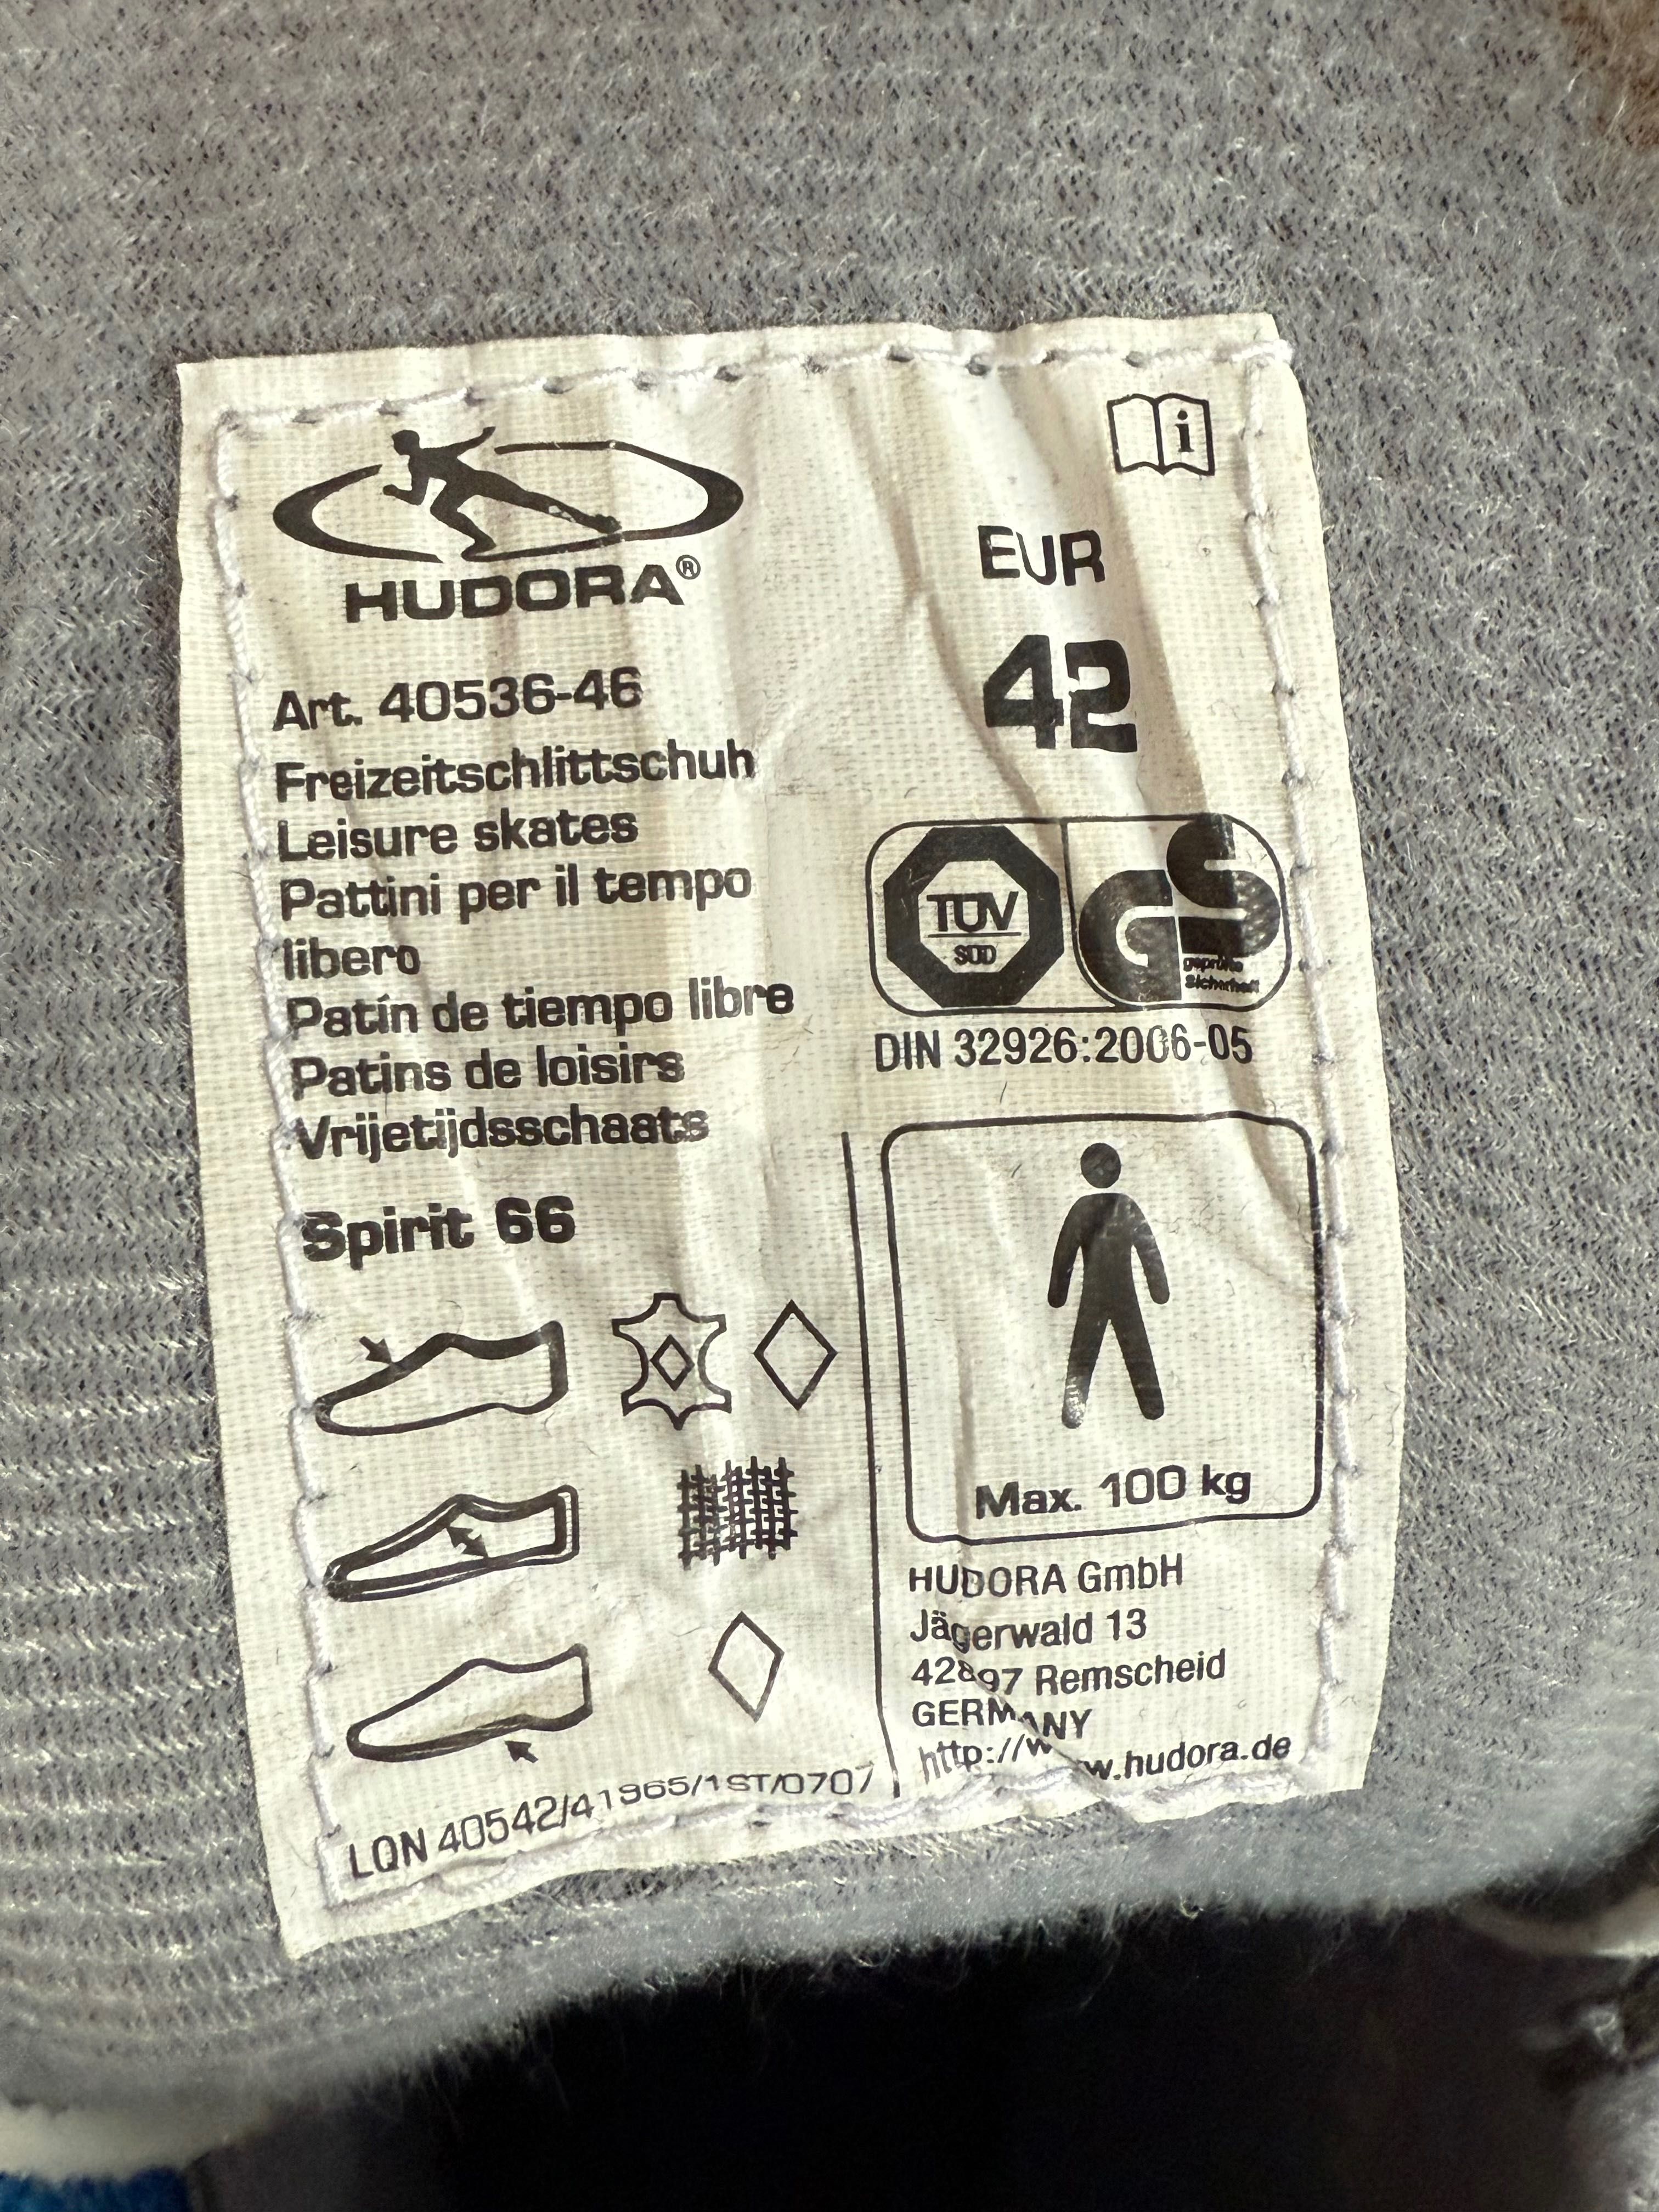 HUDORA®
Art. 40536-46
Freizeitschlittschuh
Leisure skates
Pattini per il tempo
libero
Patín de tiempo libre
Patins de loisirs
Vrijetijdsschaats
Spirit 66
LQN 40542/41965/1ST/0707
i
EUR
42
TÜV
SÜD
GS
geprüfte
Sicherheit
DIN 32926:2006-05
Max. 100 kg
HUDORA GmbH
Jägerwald 13
42897 Remscheid
GERMANY
http://www.hudora.de